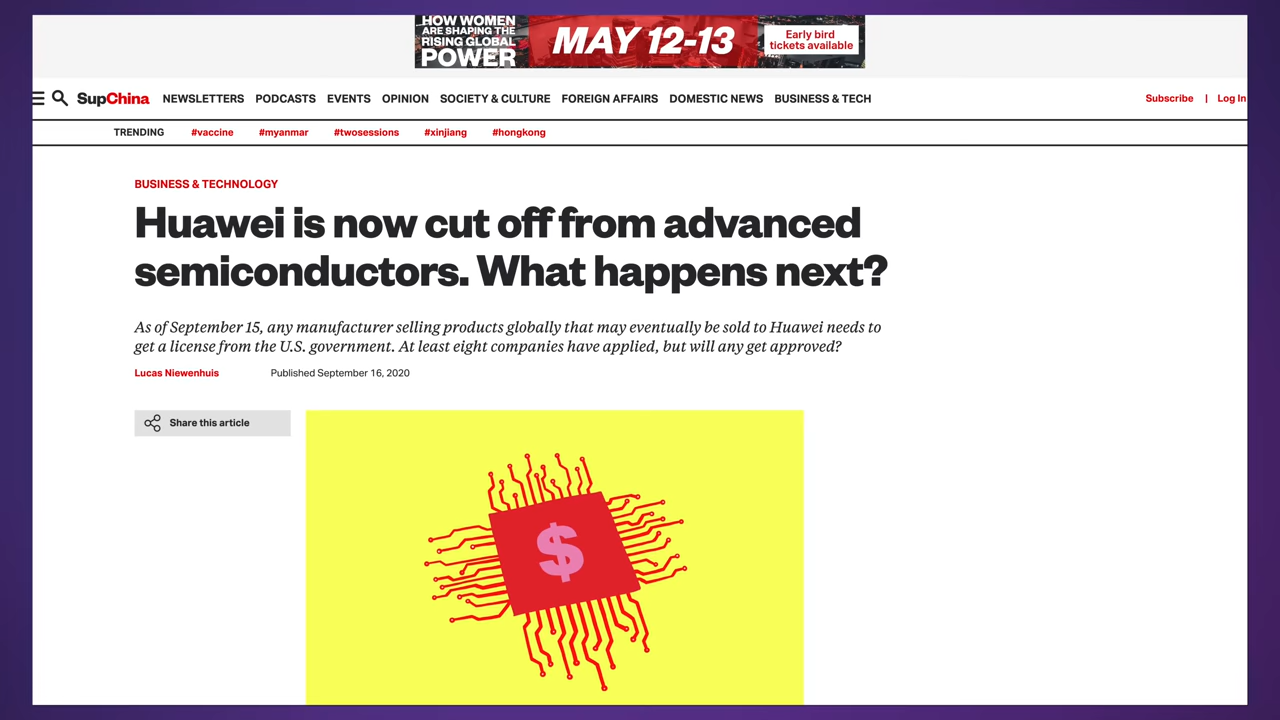 HOW WOMEN
ARE SHAPING THE
RISING GLOBAL
POWER
MAY 12-13
Early bird
tickets available
SupChina NEWSLETTERS PODCASTS EVENTS OPINION SOCIETY & CULTURE FOREIGN AFFAIRS DOMESTIC NEWS BUSINESS & TECH Subscribe | Log In
TRENDING #vaccine #myanmar #twosessions #xinjiang #hongkong
BUSINESS & TECHNOLOGY
Huawei is now cut off from advanced
semiconductors. What happens next?
As of September 15, any manufacturer selling products globally that may eventually be sold to Huawei needs to
get a license from the U.S. government. At least eight companies have applied, but will any get approved?
Lucas Niewenhuis Published September 16, 2020
Share this article
$